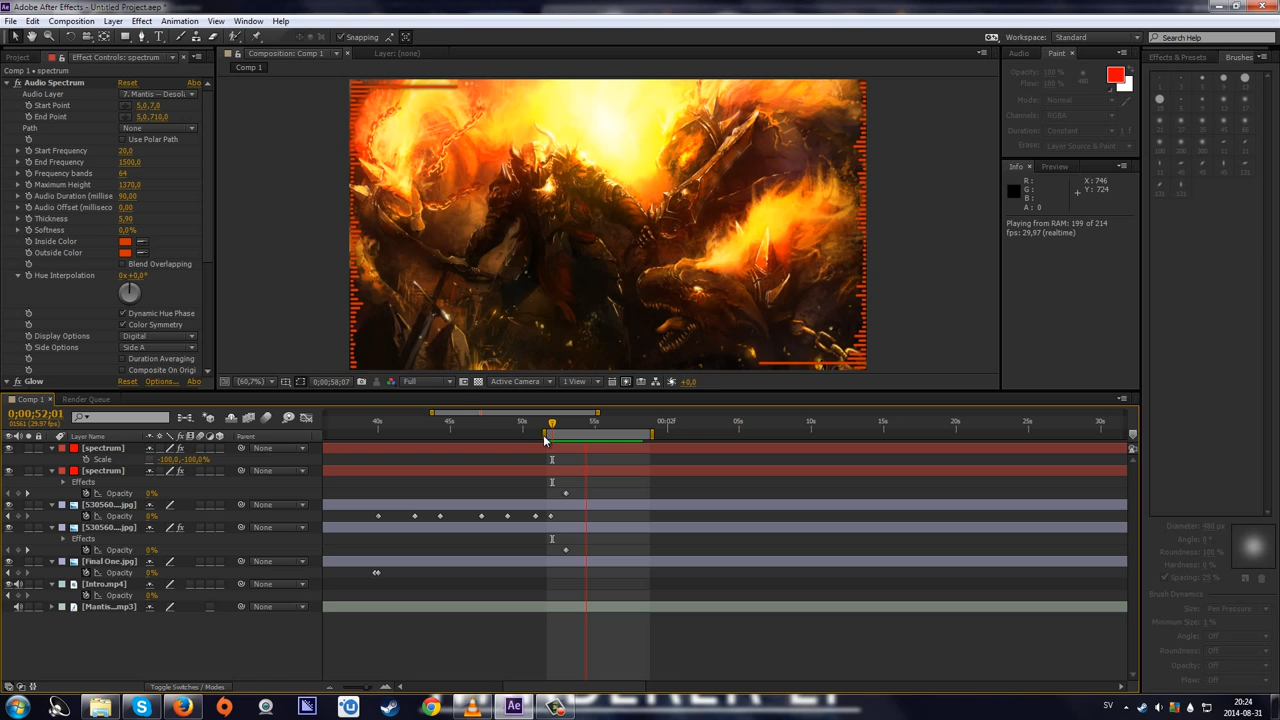 Adobe After Effects - Untitled Project.aep *
File Edit Composition Layer Effect Animation View Window Help
Snapping
Workspace: Standard
Search Help
Project
Effect Controls: spectrum
Composition: Comp 1
Layer: (none)
Audio Paint
Effects & Presets Brushes
Comp 1 • spectrum
Comp 1
Audio Spectrum Reset Abo
Audio Layer 7. Mantis -- Desol
Start Point 5,0,7,0
End Point 5,0,710,0
Path None
Use Polar Path
Start Frequency 20,0
End Frequency 1500,0
Frequency bands 64
Maximum Height 1370,0
Audio Duration (millise 90,00
Audio Offset (milliseco 0,00
Thickness 5,90
Softness 0,0%
Inside Color
Outside Color
Blend Overlapping
Hue Interpolation 0x+0,0°
Dynamic Hue Phase
Color Symmetry
Display Options Digital
Side Options Side A
Duration Averaging
Composite On Origi
Glow Reset Options... Abo
Opacity: 100 %
Flow: 100 %
Mode: Normal
Channels: RGBA
Duration: Constant 1 f
Erase: Layer Source & Paint
Info Preview
R:
G:
B:
A: 0
X: 746
Y: 724
Playing from RAM: 199 of 214
fps: 29,97 (realtime)
(60,7%) 0;00;58;07 Full Active Camera 1 View +0,0
Diameter: 480 px
Angle: 0°
Roundness: 100 %
Hardness: 0 %
Spacing: 25 %
Brush Dynamics
Size: Pen Pressure
Minimum Size: 1 %
Angle: Off
Roundness: Off
Opacity: Off
Flow: Off
Comp 1 Render Queue
0;00;52;01
01561 (29.97 fps)
40s 45s 50s 55s 00:02f 05s 10s 15s 20s 25s 30s
Layer Name Parent
[spectrum] None
Scale -100,0,-100,0%
[spectrum] None
Effects
Opacity 0%
[530560....jpg] None
Opacity 0%
[530560....jpg] None
Effects
Opacity 0%
[Final One.jpg] None
Opacity 0%
[Intro.mp4] None
Opacity 0%
[Mantis...mp3] None
Toggle Switches / Modes
SV
20:24
2014-08-31